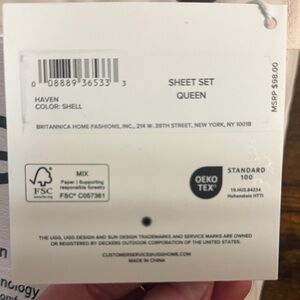 0 08889 36533 3
SHEET SET
QUEEN
HAVEN
COLOR: SHELL
MSRP $98.00
BRITANNICA HOME FASHIONS, INC., 214 W. 39TH STREET, NEW YORK, NY 10018
FSC
MIX
Paper | Supporting
responsible forestry
FSC® C057361
OEKO
TEX®
STANDARD
100
19.HUS.84234
Hohenstein HTTI
THE UGG, UGG DESIGN AND SUN DESIGN TRADEMARKS AND SERVICE MARKS ARE OWNED
OR REGISTERED BY DECKERS OUTDOOR CORPORATION OF THE UNITED STATES.
CUSTOMERSERVICE@UGGHOME.COM
MADE IN CHINA